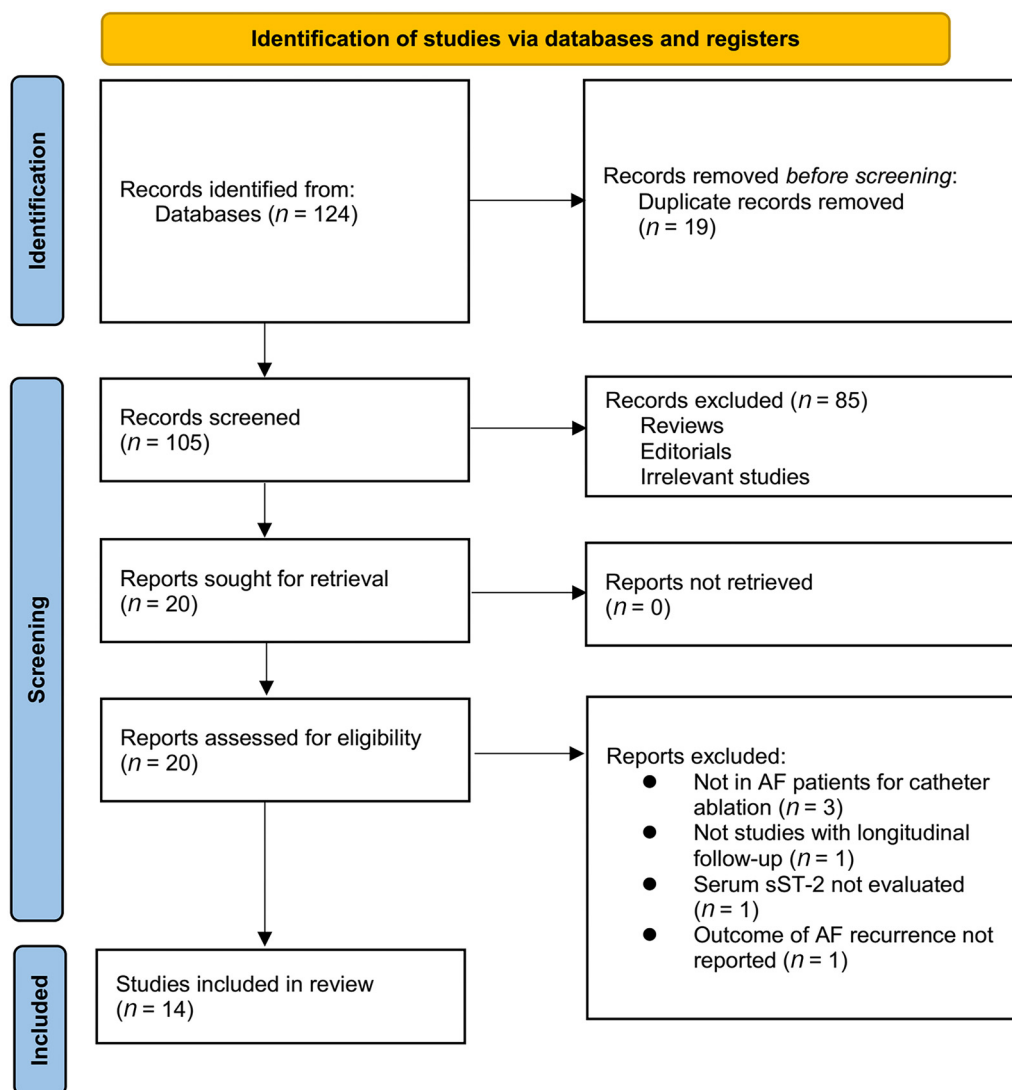 Identification of studies via databases and registers
Identification
Records identified from:
Databases (n = 124)
Records removed before screening:
Duplicate records removed
(n = 19)
Screening
Records screened
(n = 105)
Records excluded (n = 85)
Reviews
Editorials
Irrelevant studies
Reports sought for retrieval
(n = 20)
Reports not retrieved
(n = 0)
Reports assessed for eligibility
(n = 20)
Reports excluded:
● Not in AF patients for catheter
ablation (n = 3)
● Not studies with longitudinal
follow-up (n = 1)
● Serum sST-2 not evaluated
(n = 1)
● Outcome of AF recurrence not
reported (n = 1)
Included
Studies included in review
(n = 14)